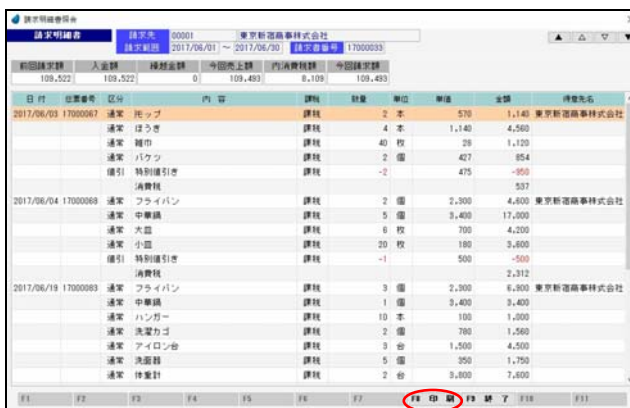 請求明細書照会
請求明細書 請求先 00001 東京新宿商事株式会社 ▲ △ ▽ ▼
請求範囲 2017/06/01 ～ 2017/06/30 請求書番号 17000033
前回請求額 入金額 繰越金額 今回売上額 内消費税額 今回請求額
109,522 109,522 0 109,493 8,109 109,493
日付 伝票番号 区分 内容 課税 数量 単位 単価 金額 得意先名
2017/06/03 17000067 通常 モップ 課税 2 本 570 1,140 東京新宿商事株式会社
通常 ほうき 課税 4 本 1,140 4,560
通常 雑巾 課税 40 枚 28 1,120
通常 バケツ 課税 2 個 427 854
値引 特別値引き 課税 -2 475 -950
消費税 537
2017/06/04 17000068 通常 フライパン 課税 2 個 2,300 4,600 東京新宿商事株式会社
通常 中華鍋 課税 5 個 3,400 17,000
通常 大皿 課税 6 枚 700 4,200
通常 小皿 課税 20 枚 180 3,600
値引 特別値引き 課税 -1 500 -500
消費税 2,312
2017/06/19 17000083 通常 フライパン 課税 3 個 2,300 6,900 東京新宿商事株式会社
通常 中華鍋 課税 1 個 3,400 3,400
通常 ハンガー 課税 10 本 100 1,000
通常 洗濯カゴ 課税 2 個 780 1,560
通常 アイロン台 課税 3 台 1,500 4,500
通常 洗面器 課税 5 個 350 1,750
通常 体重計 課税 2 台 3,800 7,600
F1 F2 F3 F4 F5 F6 F7 F8 印刷 F9 終了 F10 F11